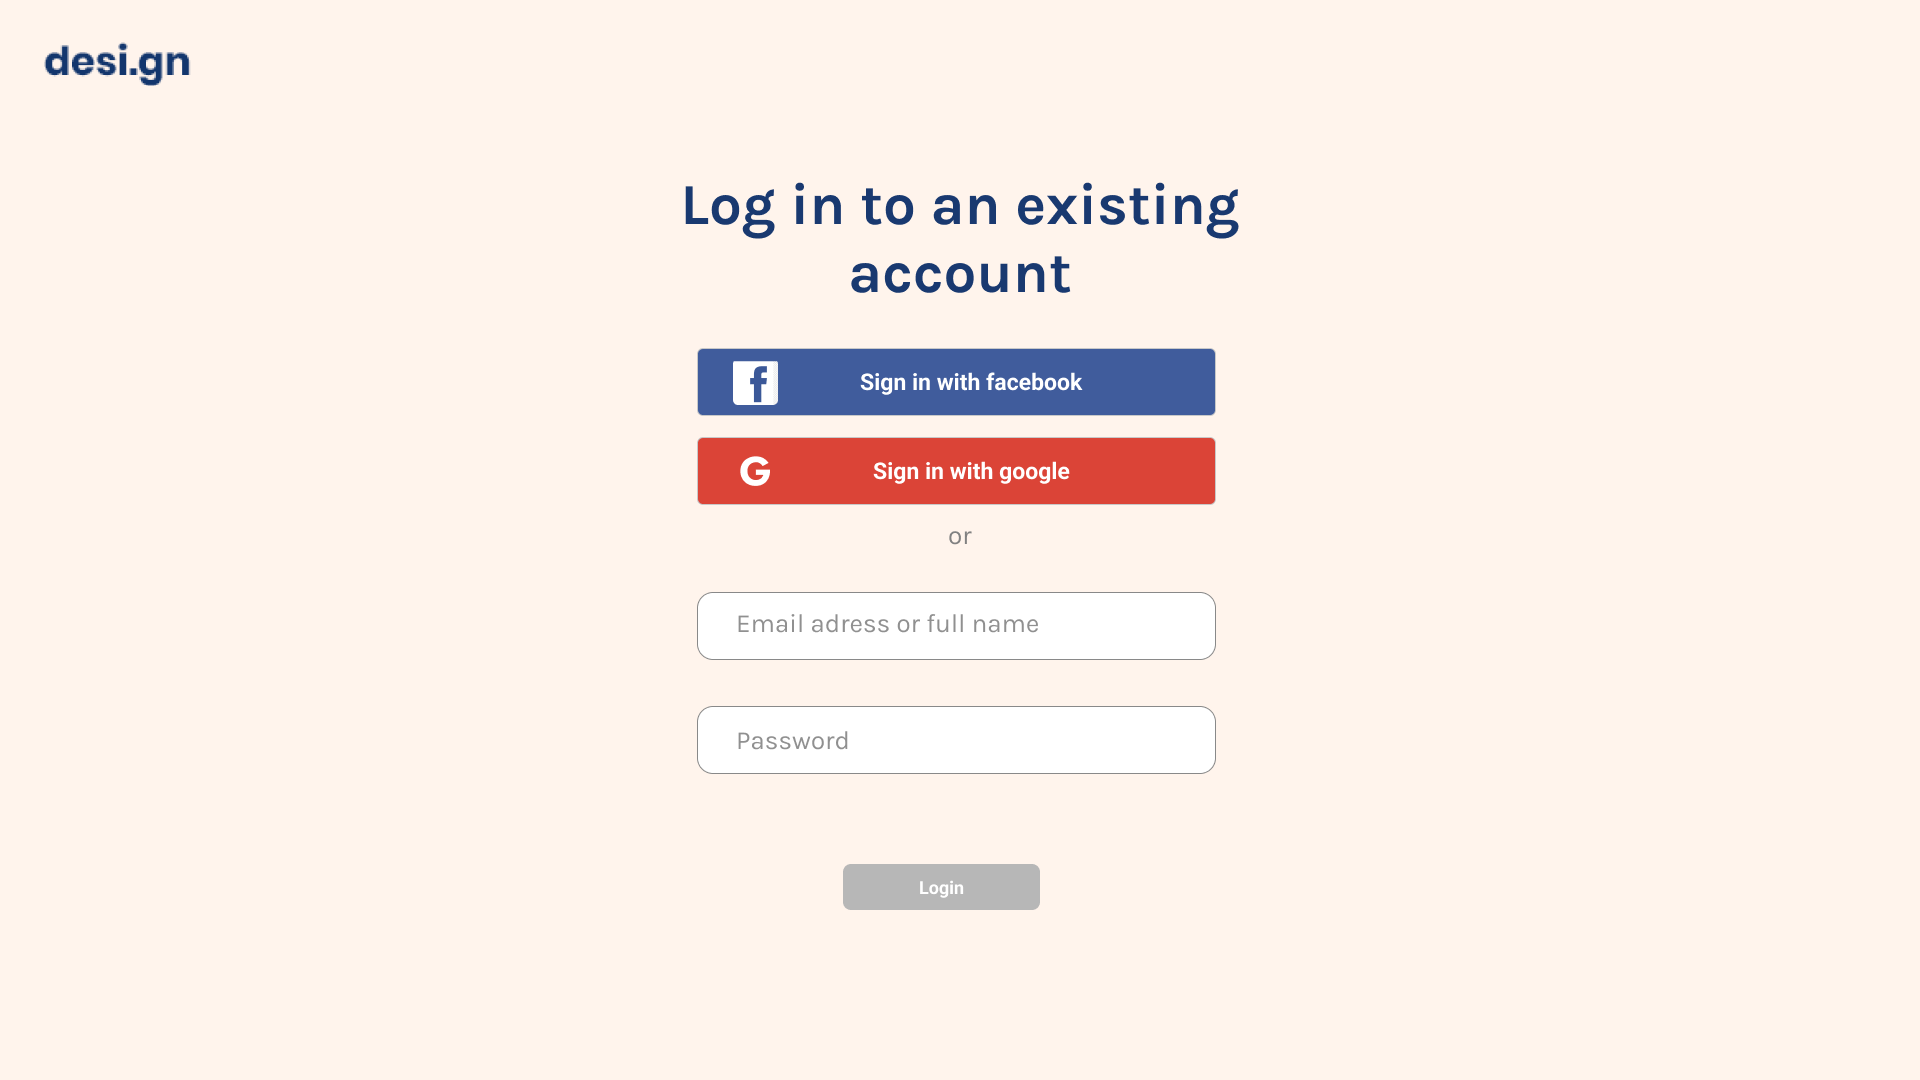 desi.gn
Log in to an existing
account
Sign in with facebook
Sign in with google
or
Email adress or full name
Password
Login